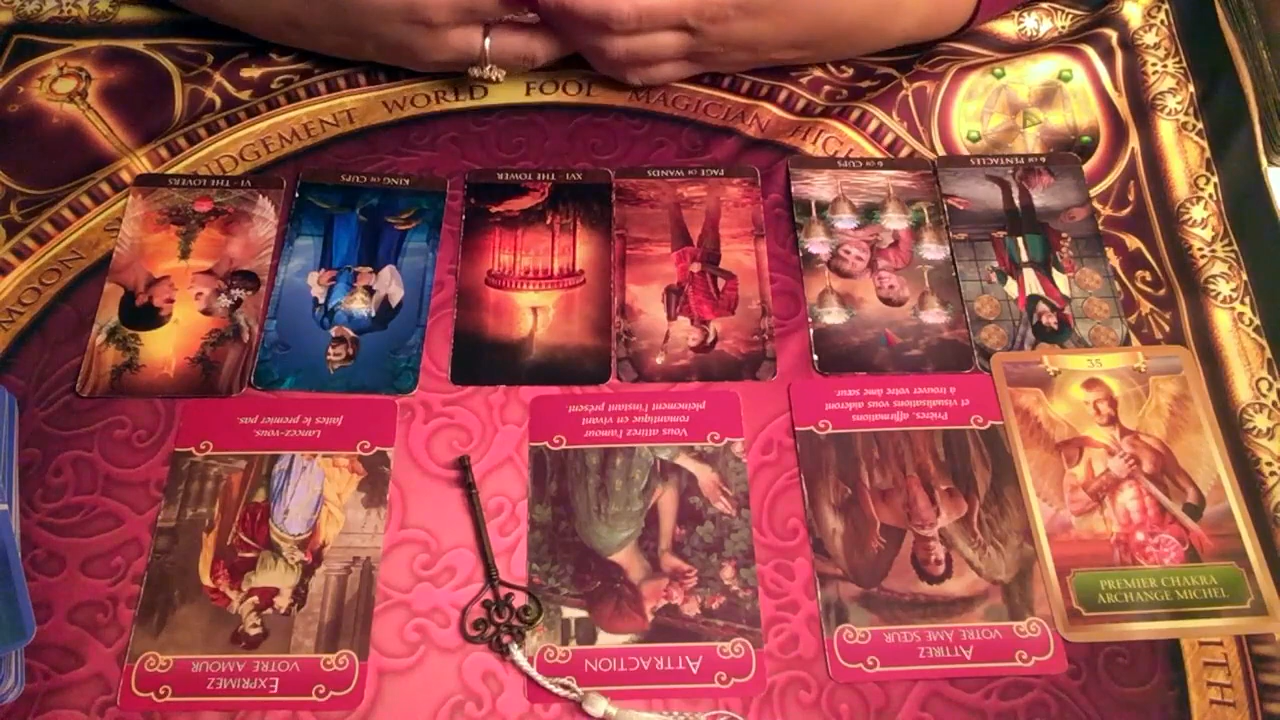 MOON
JUDGEMENT WORLD FOOL MAGICIAN HIGH
VI - THE LOVERS
KING OF CUPS
XVI - THE TOWER
PAGE OF WANDS
6 OF CUPS
6 OF PENTACLES
Lancez-vous,
faites le premier pas.
EXPRIMEZ
VOTRE AMOUR
Vous attirez l'amour
romantique en vivant
pleinement l'instant présent.
ATTRACTION
Prières, affirmations
et visualisations vous aideront
à trouver votre âme sœur.
ATTIREZ
VOTRE ÂME SŒUR
35
PREMIER CHAKRA
ARCHANGE MICHEL
TH